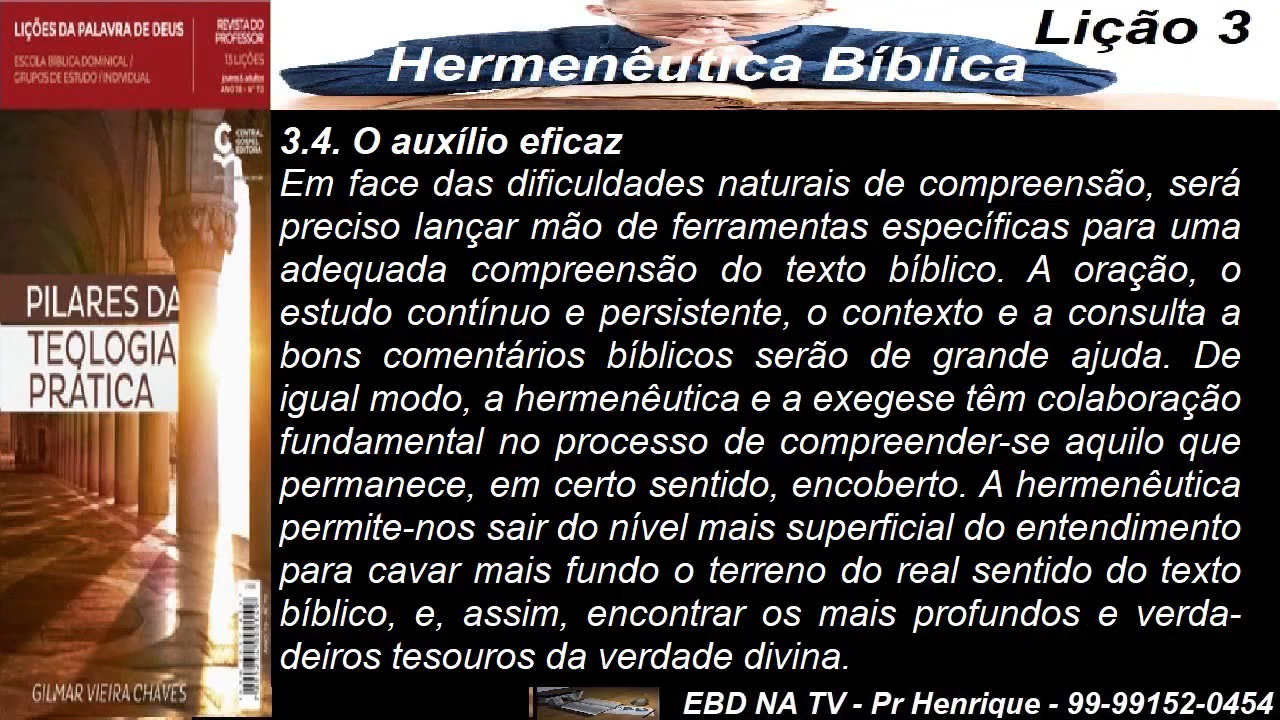 LIÇÕES DA PALAVRA DE DEUS
ESCOLA BÍBLICA DOMINICAL /
GRUPOS DE ESTUDO / INDIVIDUAL
REVISTA DO
PROFESSOR
13 LIÇÕES
jovens & adultos
Lição 3
Hermenêutica Bíblica
CENTRAL
GOSPEL
EDITORA
PILARES DA
TEOLOGIA
PRÁTICA
GILMAR VIEIRA CHAVES
3.4. O auxílio eficaz
Em face das dificuldades naturais de compreensão, será
preciso lançar mão de ferramentas específicas para uma
adequada compreensão do texto bíblico. A oração, o
estudo contínuo e persistente, o contexto e a consulta a
bons comentários bíblicos serão de grande ajuda. De
igual modo, a hermenêutica e a exegese têm colaboração
fundamental no processo de compreender-se aquilo que
permanece, em certo sentido, encoberto. A hermenêutica
permite-nos sair do nível mais superficial do entendimento
para cavar mais fundo o terreno do real sentido do texto
bíblico, e, assim, encontrar os mais profundos e verda-
deiros tesouros da verdade divina.
EBD NA TV - Pr Henrique - 99-99152-0454